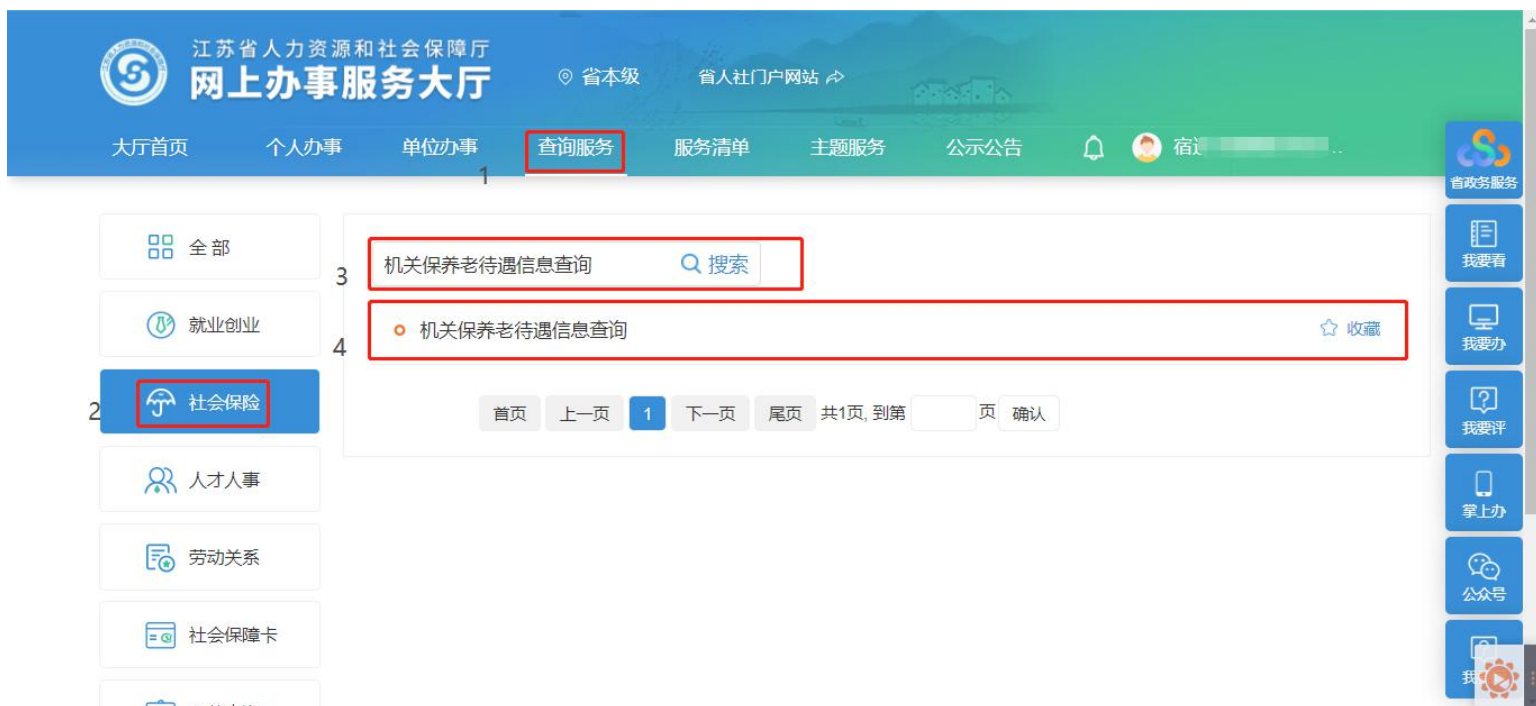 江苏省人力资源和社会保障厅
网上办事服务大厅
省本级
省人社门户网站
大厅首页 个人办事 单位办事 查询服务 服务清单 主题服务 公示公告
1
全部
就业创业
2
社会保险
人才人事
劳动关系
社会保障卡
3
机关保养老待遇信息查询 搜索
4
机关保养老待遇信息查询 收藏
首页 上一页 1 下一页 尾页 共1页, 到第 页 确认
省政务服务
我要看
我要办
我要评
掌上办
公众号